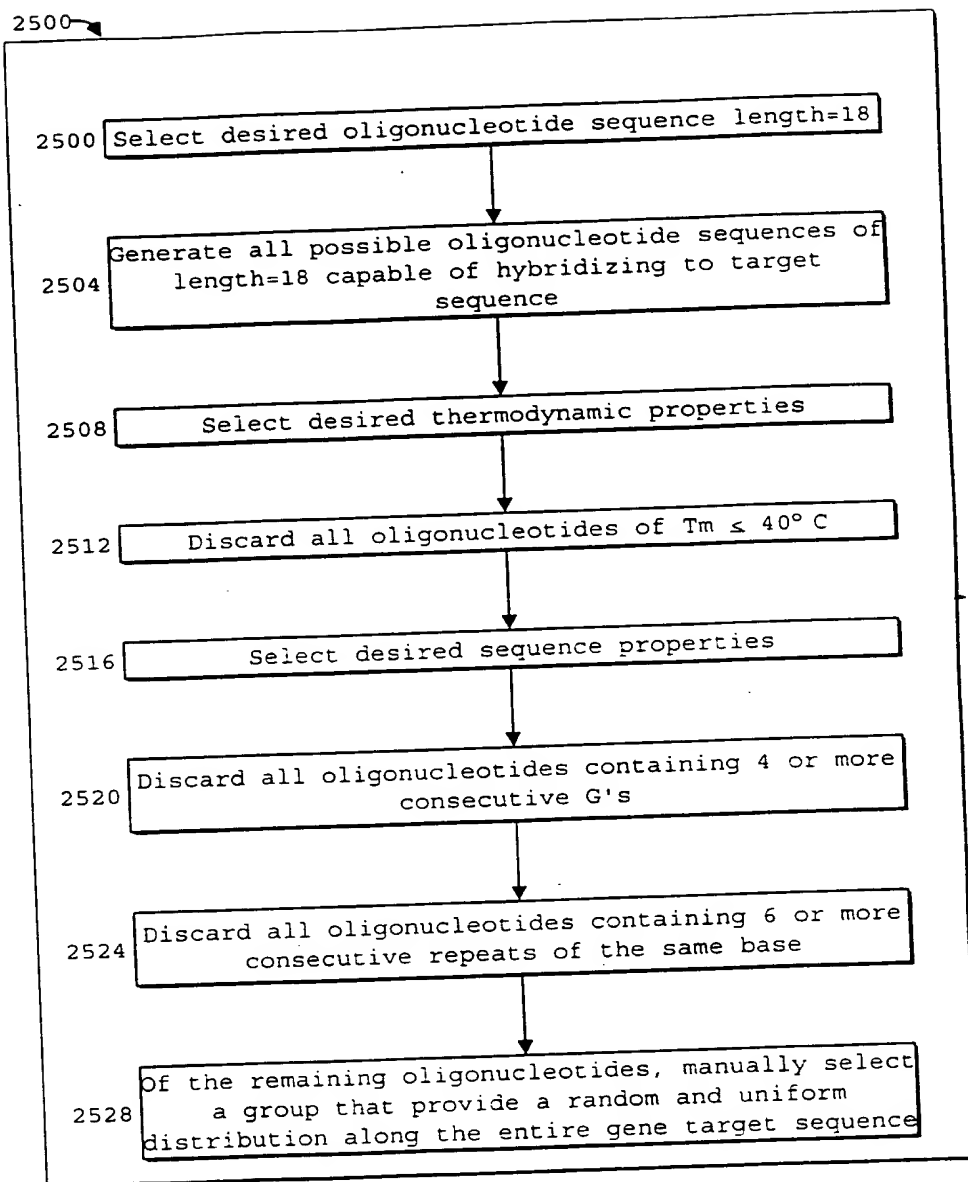 2500
2500 Select desired oligonucleotide sequence length=18
2504
Generate all possible oligonucleotide sequences of
length=18 capable of hybridizing to target
sequence
2508 Select desired thermodynamic properties
2512 Discard all oligonucleotides of Tm ≤ 40° C
2516 Select desired sequence properties
2520
Discard all oligonucleotides containing 4 or more
consecutive G's
2524
Discard all oligonucleotides containing 6 or more
consecutive repeats of the same base
2528
Of the remaining oligonucleotides, manually select
a group that provide a random and uniform
distribution along the entire gene target sequence